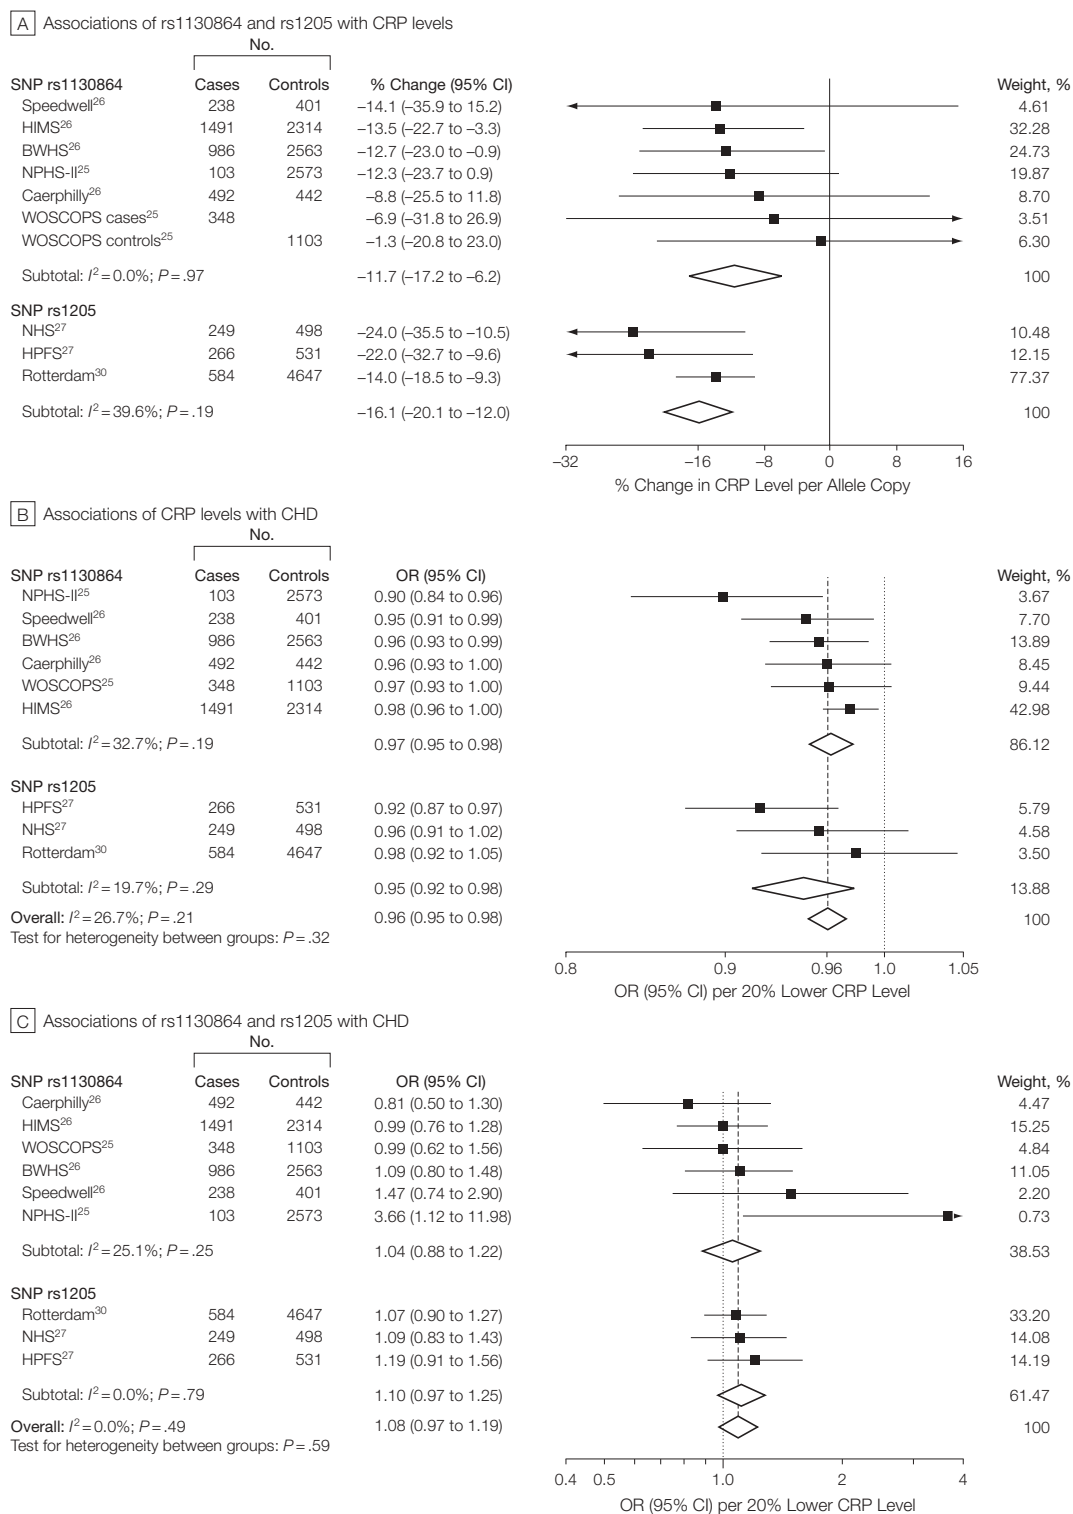 A Associations of rs1130864 and rs1205 with CRP levels
No.
SNP rs1130864 Cases Controls % Change (95% CI) Weight, %
Speedwell26 238 401 –14.1 (–35.9 to 15.2) 4.61
HIMS26 1491 2314 –13.5 (–22.7 to –3.3) 32.28
BWHS26 986 2563 –12.7 (–23.0 to –0.9) 24.73
NPHS-II25 103 2573 –12.3 (–23.7 to 0.9) 19.87
Caerphilly26 492 442 –8.8 (–25.5 to 11.8) 8.70
WOSCOPS cases25 348 –6.9 (–31.8 to 26.9) 3.51
WOSCOPS controls25 1103 –1.3 (–20.8 to 23.0) 6.30
Subtotal: I2 = 0.0%; P = .97 –11.7 (–17.2 to –6.2) 100
SNP rs1205
NHS27 249 498 –24.0 (–35.5 to –10.5) 10.48
HPFS27 266 531 –22.0 (–32.7 to –9.6) 12.15
Rotterdam30 584 4647 –14.0 (–18.5 to –9.3) 77.37
Subtotal: I2 = 39.6%; P = .19 –16.1 (–20.1 to –12.0) 100
–32 –16 –8 0 8 16
% Change in CRP Level per Allele Copy
B Associations of CRP levels with CHD
No.
SNP rs1130864 Cases Controls OR (95% CI) Weight, %
NPHS-II25 103 2573 0.90 (0.84 to 0.96) 3.67
Speedwell26 238 401 0.95 (0.91 to 0.99) 7.70
BWHS26 986 2563 0.96 (0.93 to 0.99) 13.89
Caerphilly26 492 442 0.96 (0.93 to 1.00) 8.45
WOSCOPS25 348 1103 0.97 (0.93 to 1.00) 9.44
HIMS26 1491 2314 0.98 (0.96 to 1.00) 42.98
Subtotal: I2 = 32.7%; P = .19 0.97 (0.95 to 0.98) 86.12
SNP rs1205
HPFS27 266 531 0.92 (0.87 to 0.97) 5.79
NHS27 249 498 0.96 (0.91 to 1.02) 4.58
Rotterdam30 584 4647 0.98 (0.92 to 1.05) 3.50
Subtotal: I2 = 19.7%; P = .29 0.95 (0.92 to 0.98) 13.88
Overall: I2 = 26.7%; P = .21 0.96 (0.95 to 0.98) 100
Test for heterogeneity between groups: P = .32
0.8 0.9 0.96 1.0 1.05
OR (95% CI) per 20% Lower CRP Level
C Associations of rs1130864 and rs1205 with CHD
No.
SNP rs1130864 Cases Controls OR (95% CI) Weight, %
Caerphilly26 492 442 0.81 (0.50 to 1.30) 4.47
HIMS26 1491 2314 0.99 (0.76 to 1.28) 15.25
WOSCOPS25 348 1103 0.99 (0.62 to 1.56) 4.84
BWHS26 986 2563 1.09 (0.80 to 1.48) 11.05
Speedwell26 238 401 1.47 (0.74 to 2.90) 2.20
NPHS-II25 103 2573 3.66 (1.12 to 11.98) 0.73
Subtotal: I2 = 25.1%; P = .25 1.04 (0.88 to 1.22) 38.53
SNP rs1205
Rotterdam30 584 4647 1.07 (0.90 to 1.27) 33.20
NHS27 249 498 1.09 (0.83 to 1.43) 14.08
HPFS27 266 531 1.19 (0.91 to 1.56) 14.19
Subtotal: I2 = 0.0%; P = .79 1.10 (0.97 to 1.25) 61.47
Overall: I2 = 0.0%; P = .49 1.08 (0.97 to 1.19) 100
Test for heterogeneity between groups: P = .59
0.4 0.5 1.0 2 4
OR (95% CI) per 20% Lower CRP Level